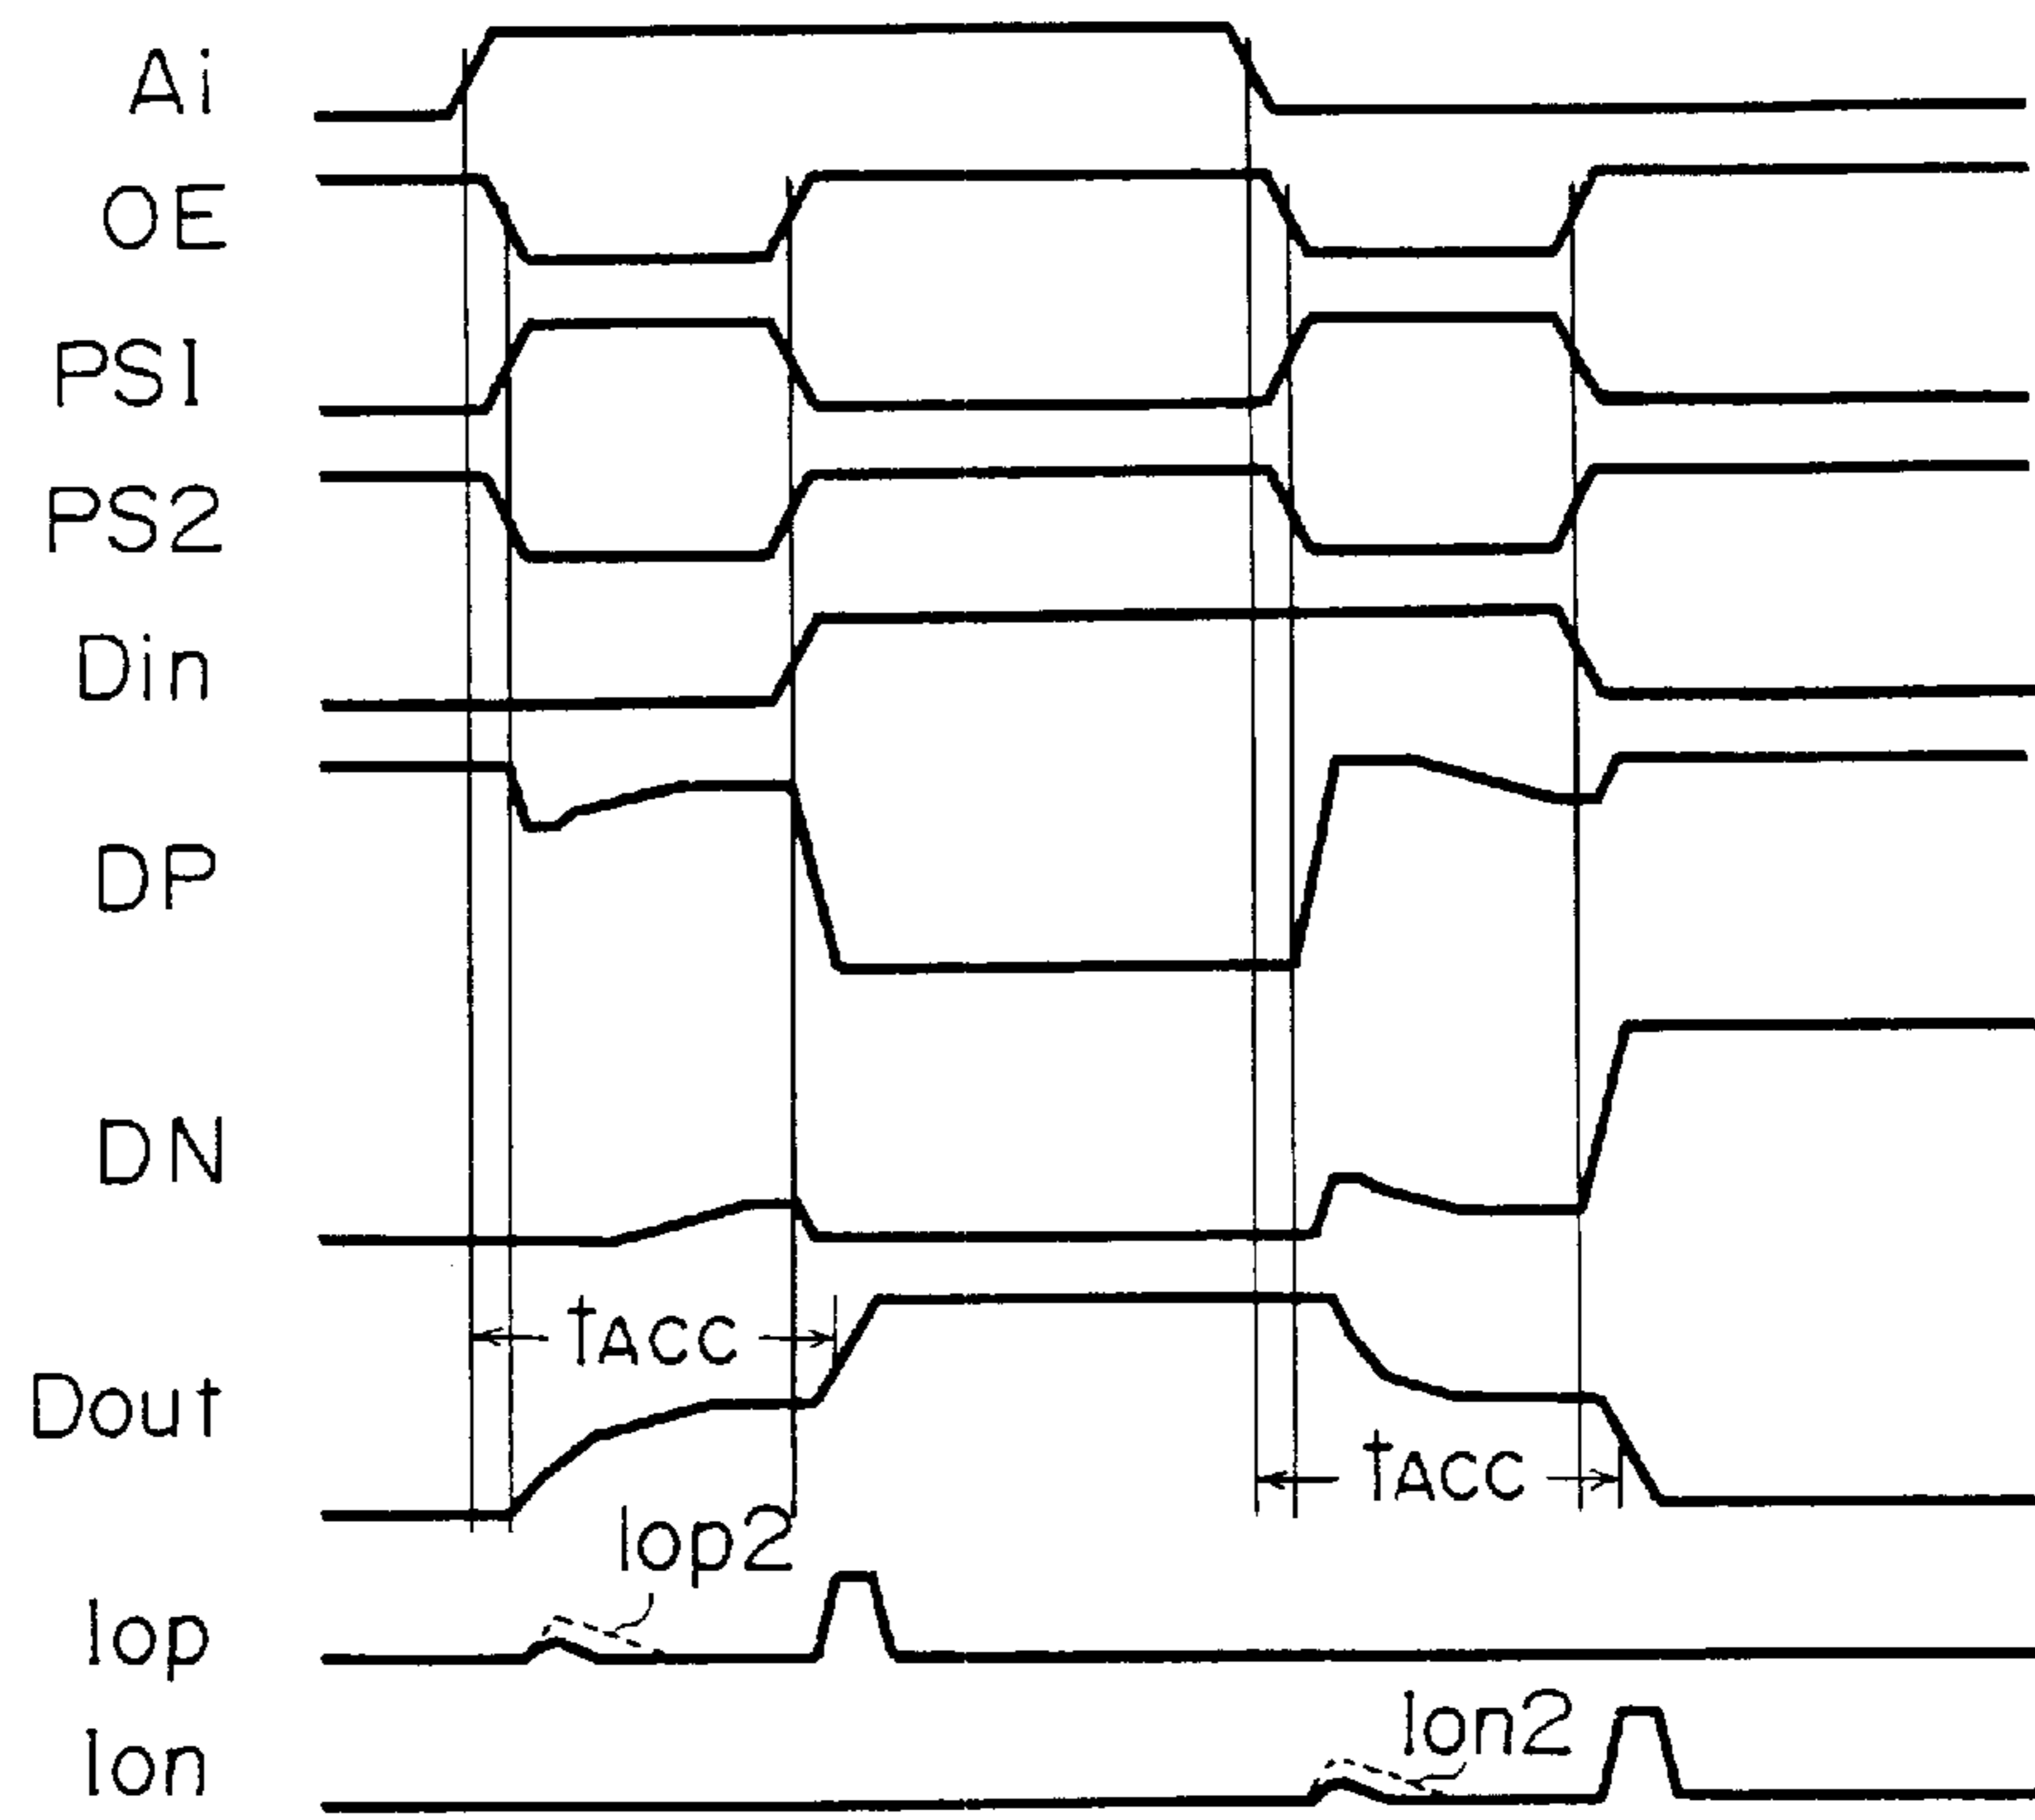 Ai
OE
PS1
PS2
Din
DP
DN
tACC
Dout
tACC
Iop2
Iop
Ion2
Ion